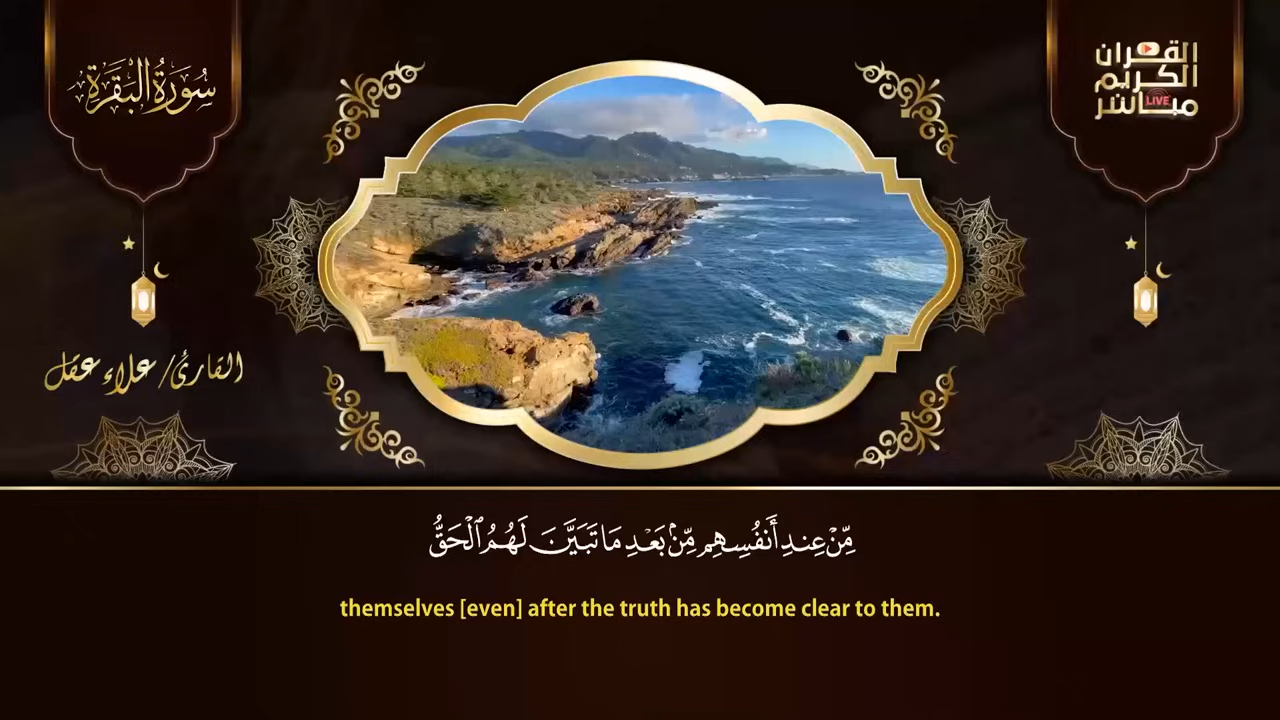 سُورَةُ الْبَقَرَةِ
القرآن
الكريم
مباشر
LIVE
القارئ/ علاء عقل
مِّنْ عِندِ أَنفُسِهِم مِّنۢ بَعْدِ مَا تَبَيَّنَ لَهُمُ ٱلْحَقُّ
themselves [even] after the truth has become clear to them.